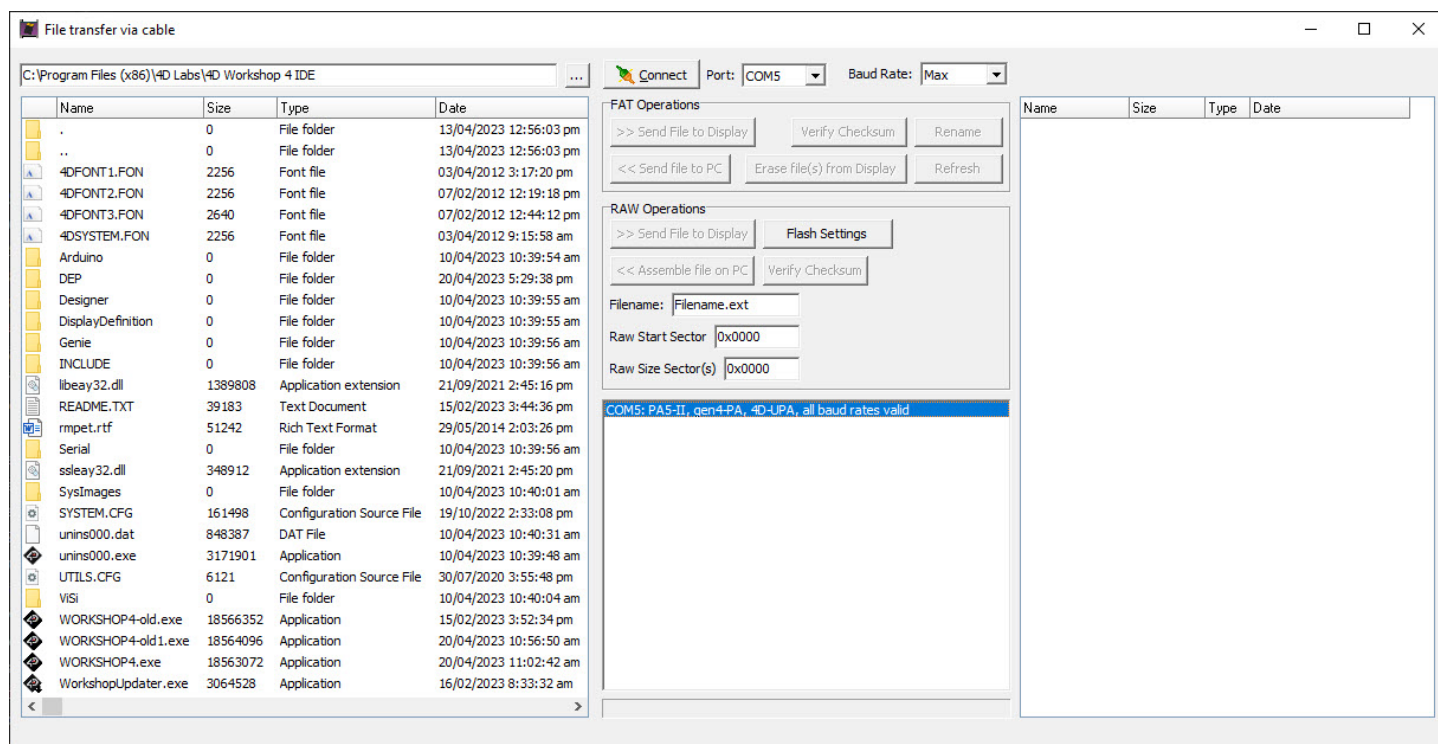 File transfer via cable
C:\Program Files (x86)\4D Labs\4D Workshop 4 IDE ... Connect Port: COM5 Baud Rate: Max
Name Size Type Date
. 0 File folder 13/04/2023 12:56:03 pm
.. 0 File folder 13/04/2023 12:56:03 pm
4DFONT1.FON 2256 Font file 03/04/2012 3:17:20 pm
4DFONT2.FON 2256 Font file 07/02/2012 12:19:18 pm
4DFONT3.FON 2640 Font file 07/02/2012 12:44:12 pm
4DSYSTEM.FON 2256 Font file 03/04/2012 9:15:58 am
Arduino 0 File folder 10/04/2023 10:39:54 am
DEP 0 File folder 20/04/2023 5:29:38 pm
Designer 0 File folder 10/04/2023 10:39:55 am
DisplayDefinition 0 File folder 10/04/2023 10:39:55 am
Genie 0 File folder 10/04/2023 10:39:56 am
INCLUDE 0 File folder 10/04/2023 10:39:56 am
libeay32.dll 1389808 Application extension 21/09/2021 2:45:16 pm
README.TXT 39183 Text Document 15/02/2023 3:44:36 pm
rmpet.rtf 51242 Rich Text Format 29/05/2014 2:03:26 pm
Serial 0 File folder 10/04/2023 10:39:56 am
ssleay32.dll 348912 Application extension 21/09/2021 2:45:20 pm
SysImages 0 File folder 10/04/2023 10:40:01 am
SYSTEM.CFG 161498 Configuration Source File 19/10/2022 2:33:08 pm
unins000.dat 848387 DAT File 10/04/2023 10:40:31 am
unins000.exe 3171901 Application 10/04/2023 10:39:48 am
UTILS.CFG 6121 Configuration Source File 30/07/2020 3:55:48 pm
ViSi 0 File folder 10/04/2023 10:40:04 am
WORKSHOP4-old.exe 18566352 Application 15/02/2023 3:52:34 pm
WORKSHOP4-old1.exe 18564096 Application 20/04/2023 10:56:50 am
WORKSHOP4.exe 18563072 Application 20/04/2023 11:02:42 am
WorkshopUpdater.exe 3064528 Application 16/02/2023 8:33:32 am
FAT Operations
>> Send File to Display Verify Checksum Rename
<< Send file to PC Erase file(s) from Display Refresh
RAW Operations
>> Send File to Display Flash Settings
<< Assemble file on PC Verify Checksum
Filename: Filename.ext
Raw Start Sector 0x0000
Raw Size Sector(s) 0x0000
COM5: PA5-II, gen4-PA, 4D-UPA, all baud rates valid
Name Size Type Date